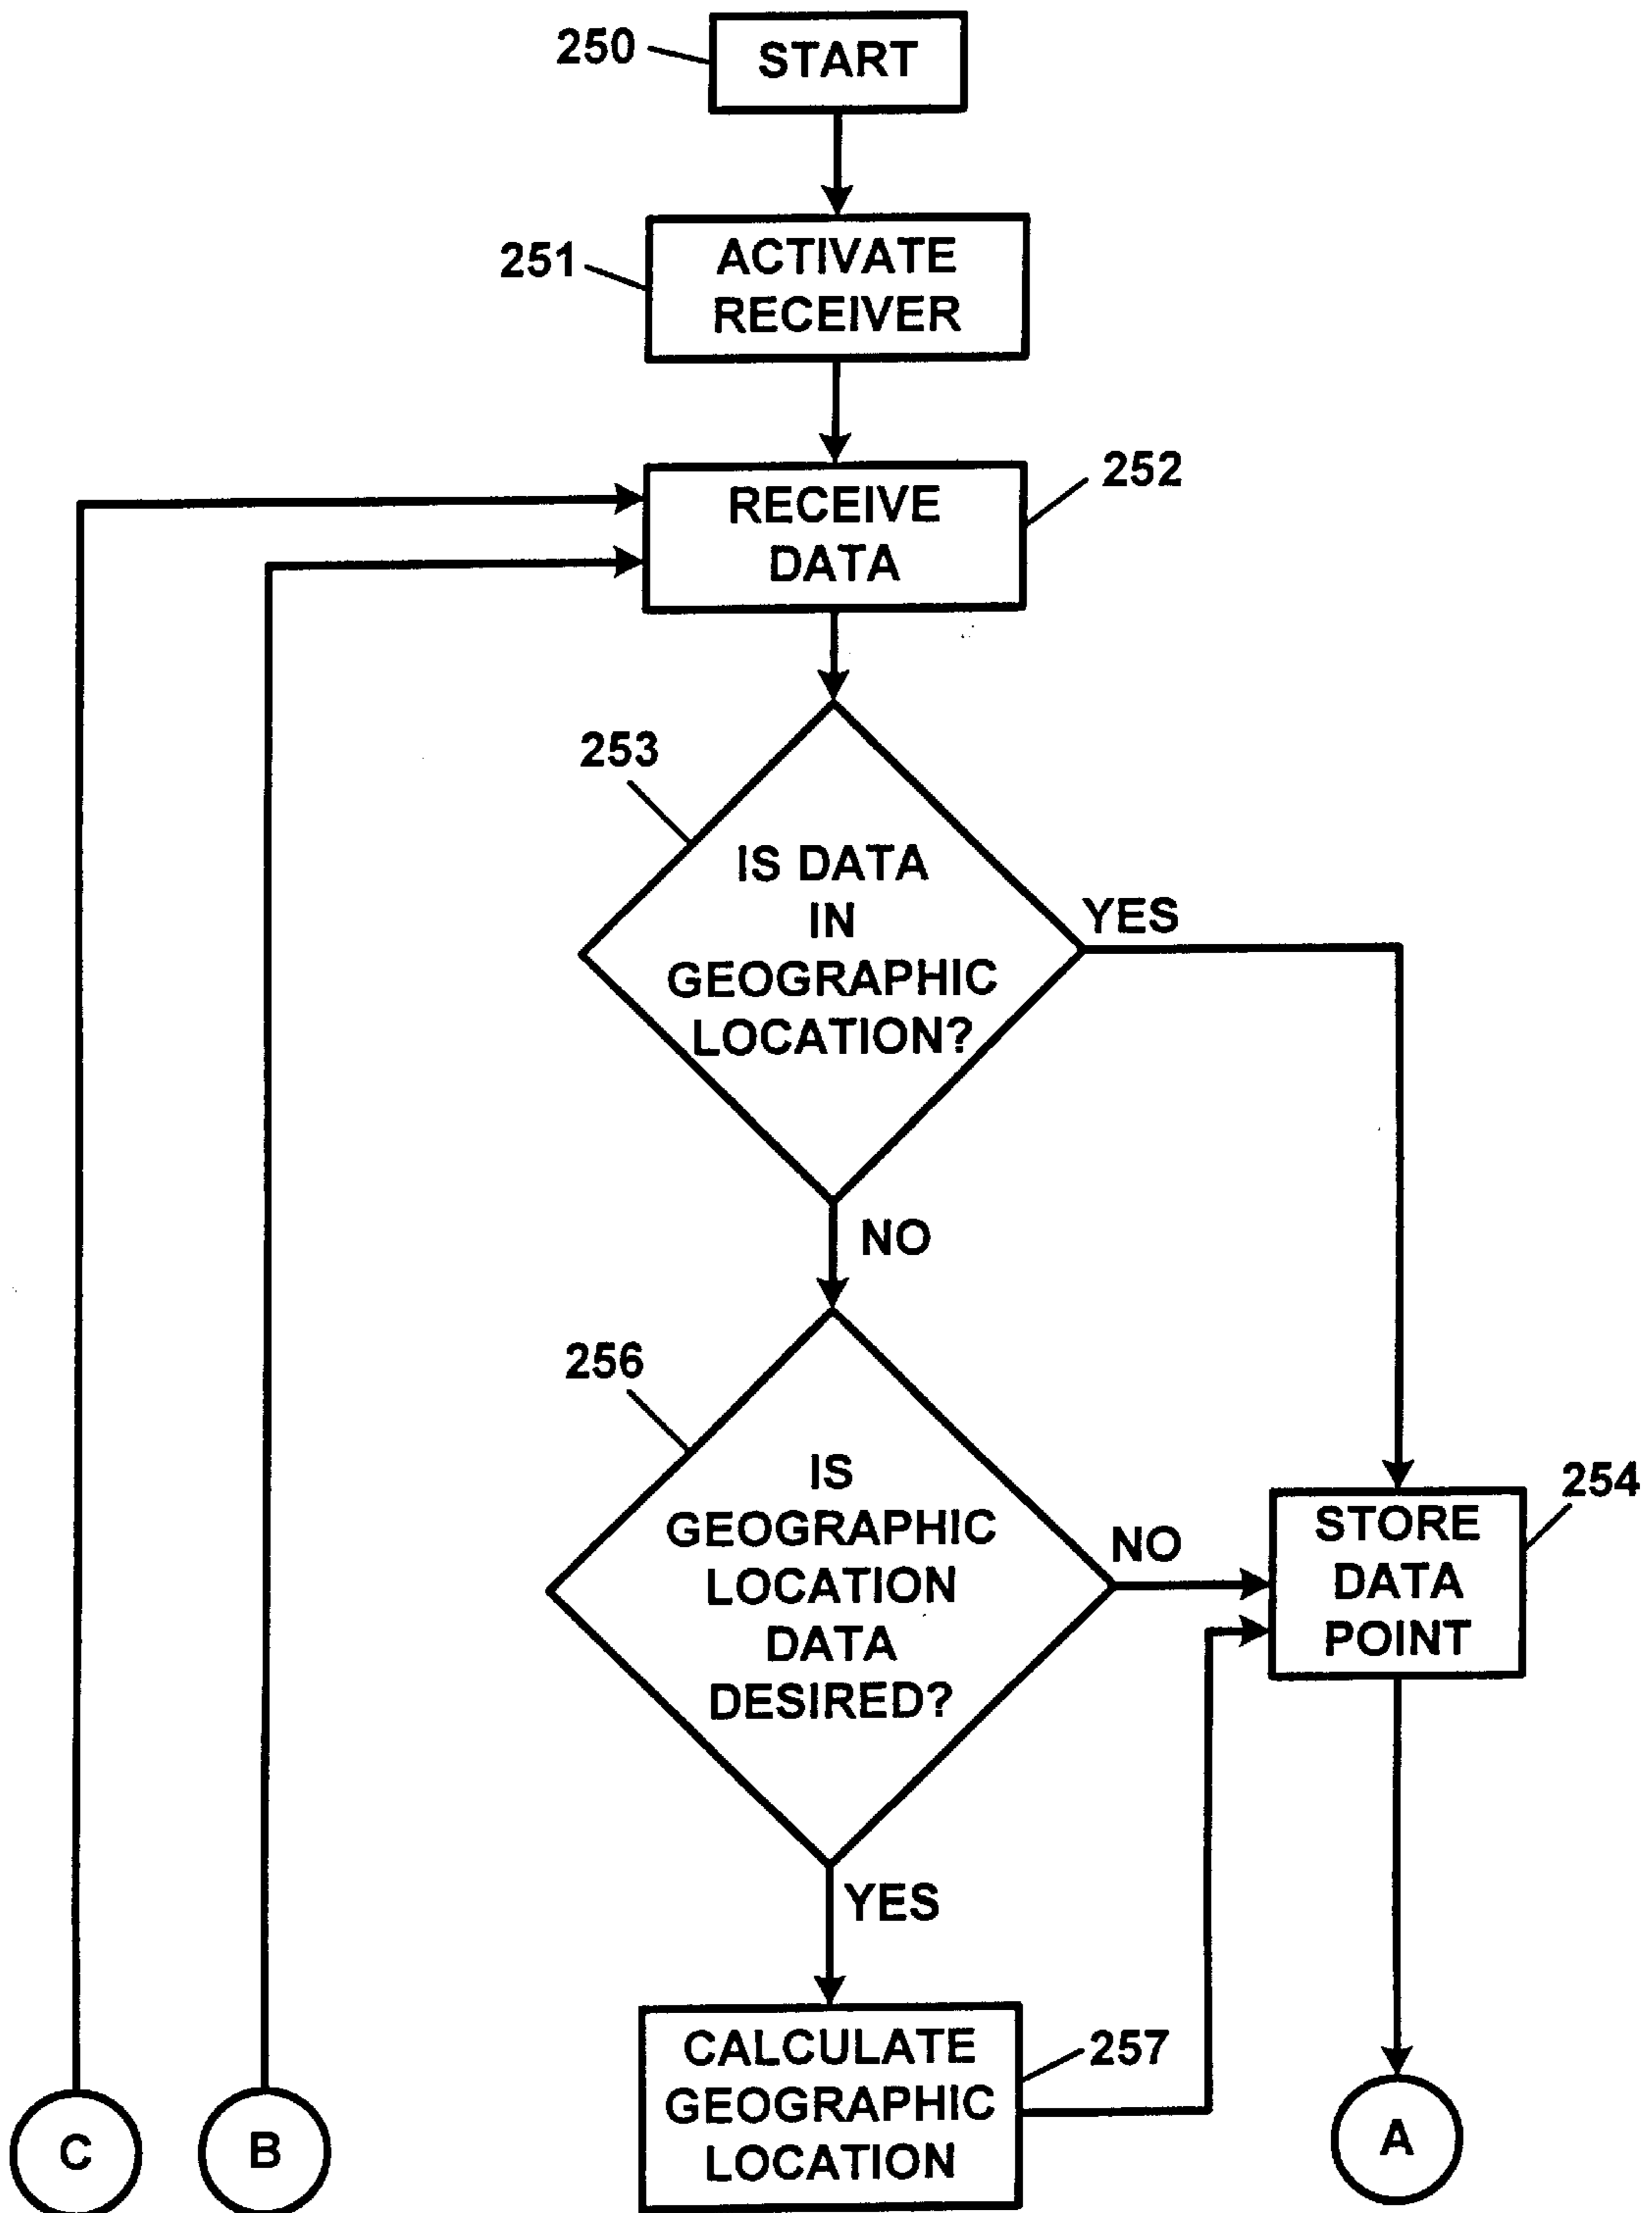 250
START
251
ACTIVATE
RECEIVER
252
RECEIVE
DATA
253
IS DATA
IN
GEOGRAPHIC
LOCATION?
YES
NO
256
IS
GEOGRAPHIC
LOCATION
DATA
DESIRED?
NO
254
STORE
DATA
POINT
YES
CALCULATE
GEOGRAPHIC
LOCATION
257
C
B
A